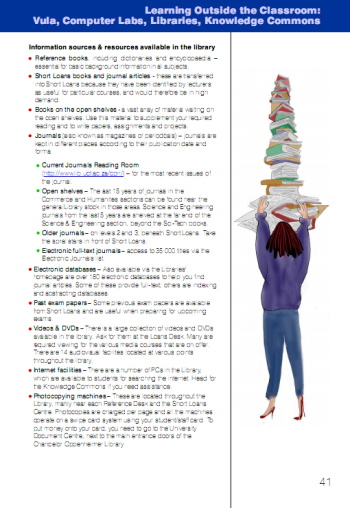 Learning Outside the Classroom:
Vula, Computer Labs, Libraries, Knowledge Commons
Information sources & resources available in the library
• Reference books, including dictionaries and encyclopaedia –
essential for basic background information in all subjects.
• Short Loans books and journal articles - these are transferred
into Short Loans because they have been identified by lecturers
as useful for particular courses, and would therefore be in high
demand.
• Books on the open shelves - a vast array of material waiting on
the open shelves. Use this material to supplement your required
reading and to write papers, assignments and projects.
• Journals (also known as magazines or periodicals) – journals are
kept in different places according to their publication date and
forms:
• Current Journals Reading Room
– for the most recent issues of
the journal.
• Open shelves – The last 15 years of journals in the
Commerce and Humanities sections can be found near the
general Library stock in those areas. Science and Engineering
journals from the last 5 years are shelved at the far end of the
Science & Engineering section, beyond the Sci-Tech books.
• Older journals – on levels 2 and 3, beneath Short Loans. Take
the spiral stairs in front of Short Loans.
• Electronic full-text journals – access to 35 000 titles via the
Electronic Journals list.
• Electronic databases – Also available via the Libraries'
homepage are over 180 electronic databases to help you find
journal articles. Some of these provide full-text, others are indexing
and abstracting databases.
• Past exam papers – Some previous exam papers are available
from Short Loans and are useful when preparing for upcoming
exams.
• Videos & DVDs – There is a large collection of videos and DVDs
available in the library. Ask for them at the Loans Desk. Many are
required viewing for the various media courses that are on offer.
There are 14 audiovisual facilities located at various points
throughout the library.
• Internet facilities – There are a number of PCs in the Library,
which are available to students for searching the Internet. Head for
the Knowledge Commons if you need assistance.
• Photocopying machines – These are located throughout the
Library, many near each Reference Desk and the Short Loans
Centre. Photocopies are charged per page and all the machines
operate on a swipe card system using your student/staff card. To
put money onto your card, you need to go to the University
Document Centre, next to the main entrance doors of the
Chancellor Oppenheimer Library.
41